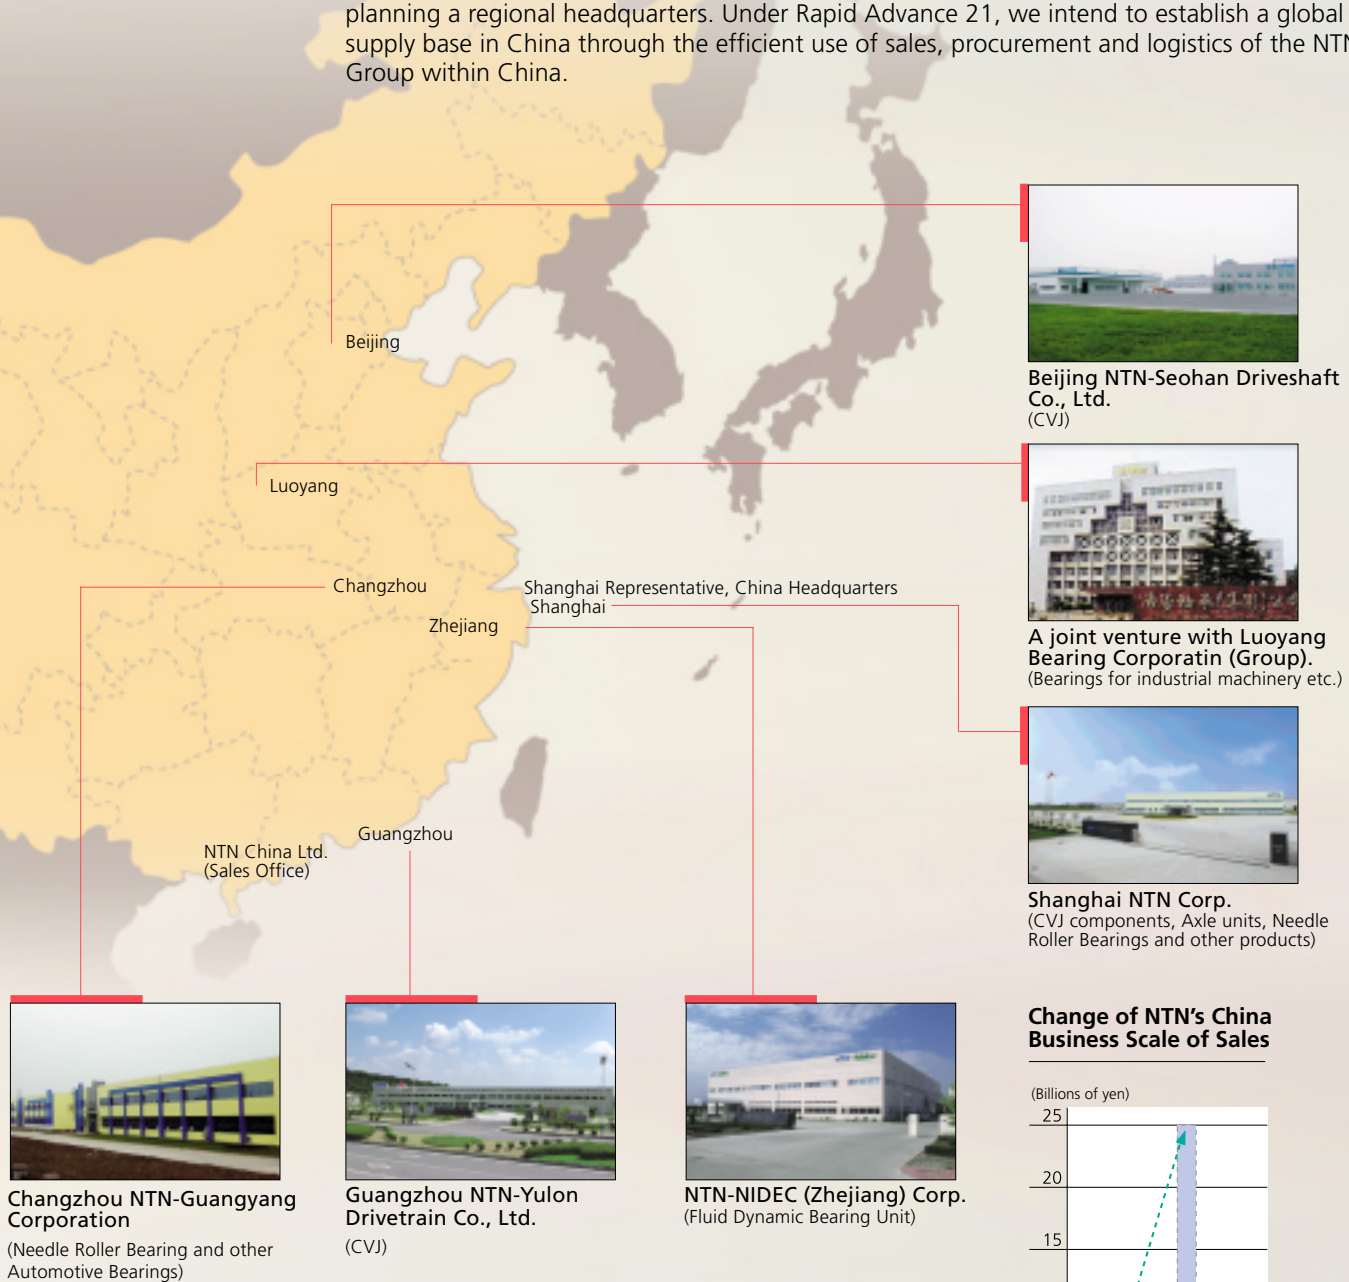 planning a regional headquarters. Under Rapid Advance 21, we intend to establish a global
supply base in China through the efficient use of sales, procurement and logistics of the NTN
Group within China.
Beijing
Beijing NTN-Seohan Driveshaft
Co., Ltd.
(CVJ)
Luoyang
A joint venture with Luoyang
Bearing Corporatin (Group).
(Bearings for industrial machinery etc.)
Changzhou
Shanghai Representative, China Headquarters
Shanghai
Zhejiang
Shanghai NTN Corp.
(CVJ components, Axle units, Needle
Roller Bearings and other products)
Guangzhou
NTN China Ltd.
(Sales Office)
Changzhou NTN-Guangyang
Corporation
(Needle Roller Bearing and other
Automotive Bearings)
Guangzhou NTN-Yulon
Drivetrain Co., Ltd.
(CVJ)
NTN-NIDEC (Zhejiang) Corp.
(Fluid Dynamic Bearing Unit)
Change of NTN's China
Business Scale of Sales
(Billions of yen)
25
20
15